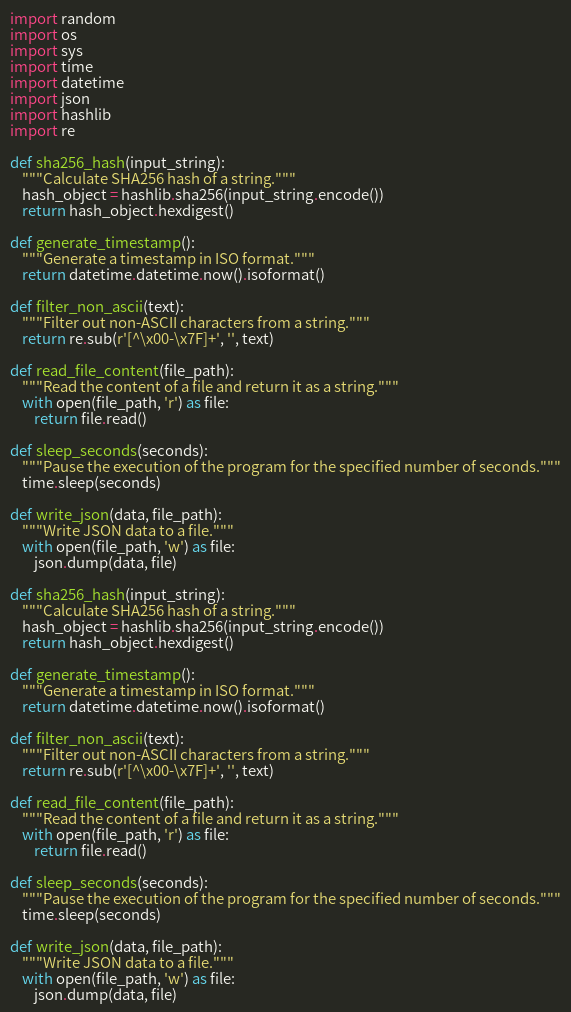 import random
import os
import sys
import time
import datetime
import json
import hashlib
import re

def sha256_hash(input_string):
    """Calculate SHA256 hash of a string."""
    hash_object = hashlib.sha256(input_string.encode())
    return hash_object.hexdigest()

def generate_timestamp():
    """Generate a timestamp in ISO format."""
    return datetime.datetime.now().isoformat()

def filter_non_ascii(text):
    """Filter out non-ASCII characters from a string."""
    return re.sub(r'[^\x00-\x7F]+', '', text)

def read_file_content(file_path):
    """Read the content of a file and return it as a string."""
    with open(file_path, 'r') as file:
        return file.read()

def sleep_seconds(seconds):
    """Pause the execution of the program for the specified number of seconds."""
    time.sleep(seconds)

def write_json(data, file_path):
    """Write JSON data to a file."""
    with open(file_path, 'w') as file:
        json.dump(data, file)

def sha256_hash(input_string):
    """Calculate SHA256 hash of a string."""
    hash_object = hashlib.sha256(input_string.encode())
    return hash_object.hexdigest()

def generate_timestamp():
    """Generate a timestamp in ISO format."""
    return datetime.datetime.now().isoformat()

def filter_non_ascii(text):
    """Filter out non-ASCII characters from a string."""
    return re.sub(r'[^\x00-\x7F]+', '', text)

def read_file_content(file_path):
    """Read the content of a file and return it as a string."""
    with open(file_path, 'r') as file:
        return file.read()

def sleep_seconds(seconds):
    """Pause the execution of the program for the specified number of seconds."""
    time.sleep(seconds)

def write_json(data, file_path):
    """Write JSON data to a file."""
    with open(file_path, 'w') as file:
        json.dump(data, file)